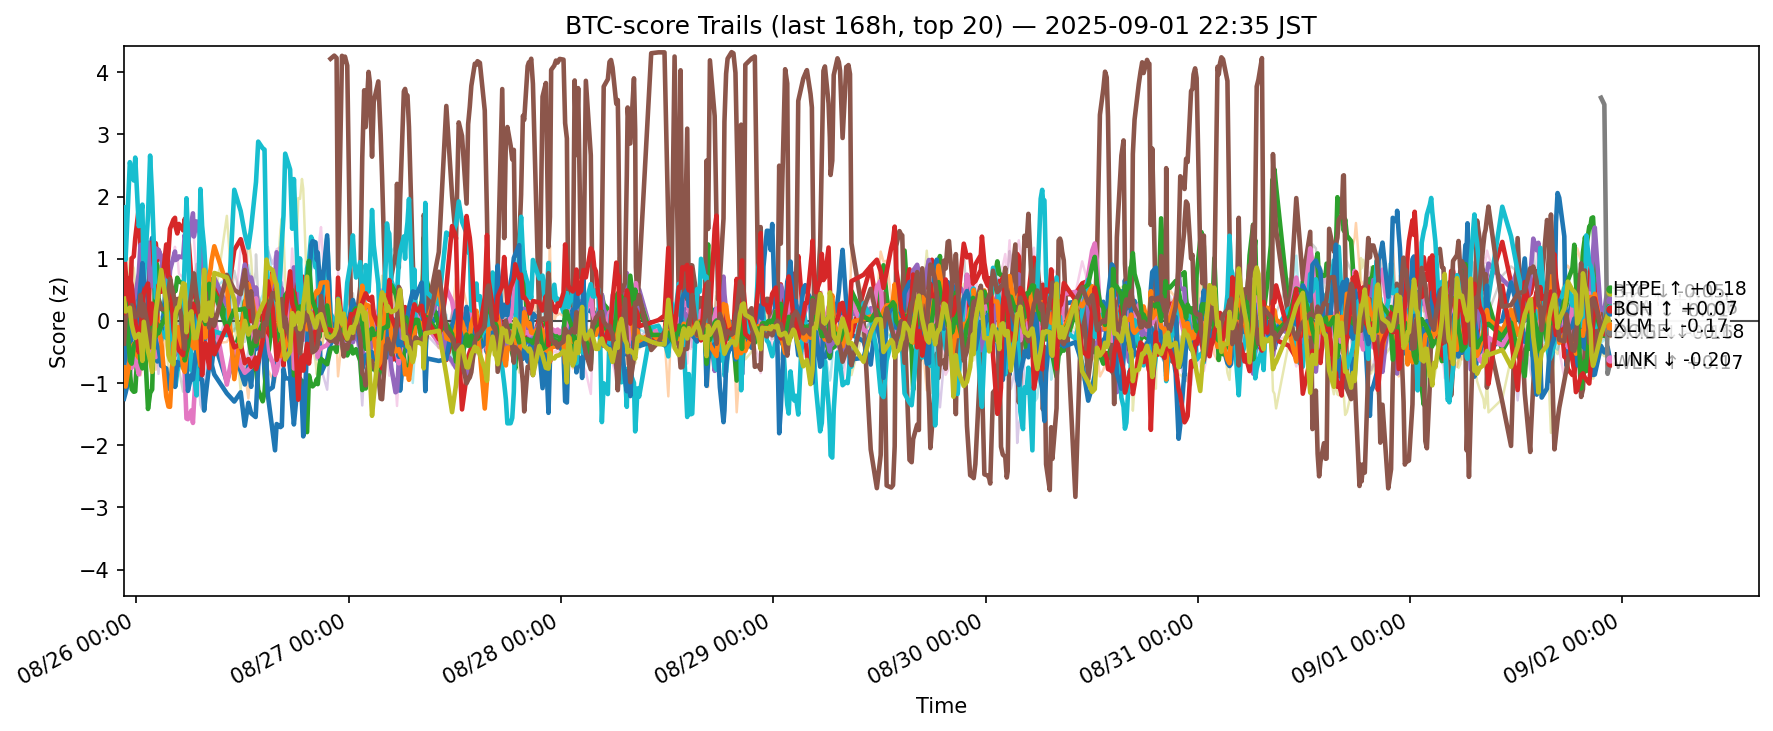 BTC-score Trails (last 168h, top 20) — 2025-09-01 22:35 JST
Score (z)
4
3
2
1
0
−1
−2
−3
−4
HYPE ↑ +0.18
BCH ↑ +0.07
XLM ↓ -0.17
LINK ↓ -0.20
08/26 00:00
08/27 00:00
08/28 00:00
08/29 00:00
08/30 00:00
08/31 00:00
09/01 00:00
09/02 00:00
Time